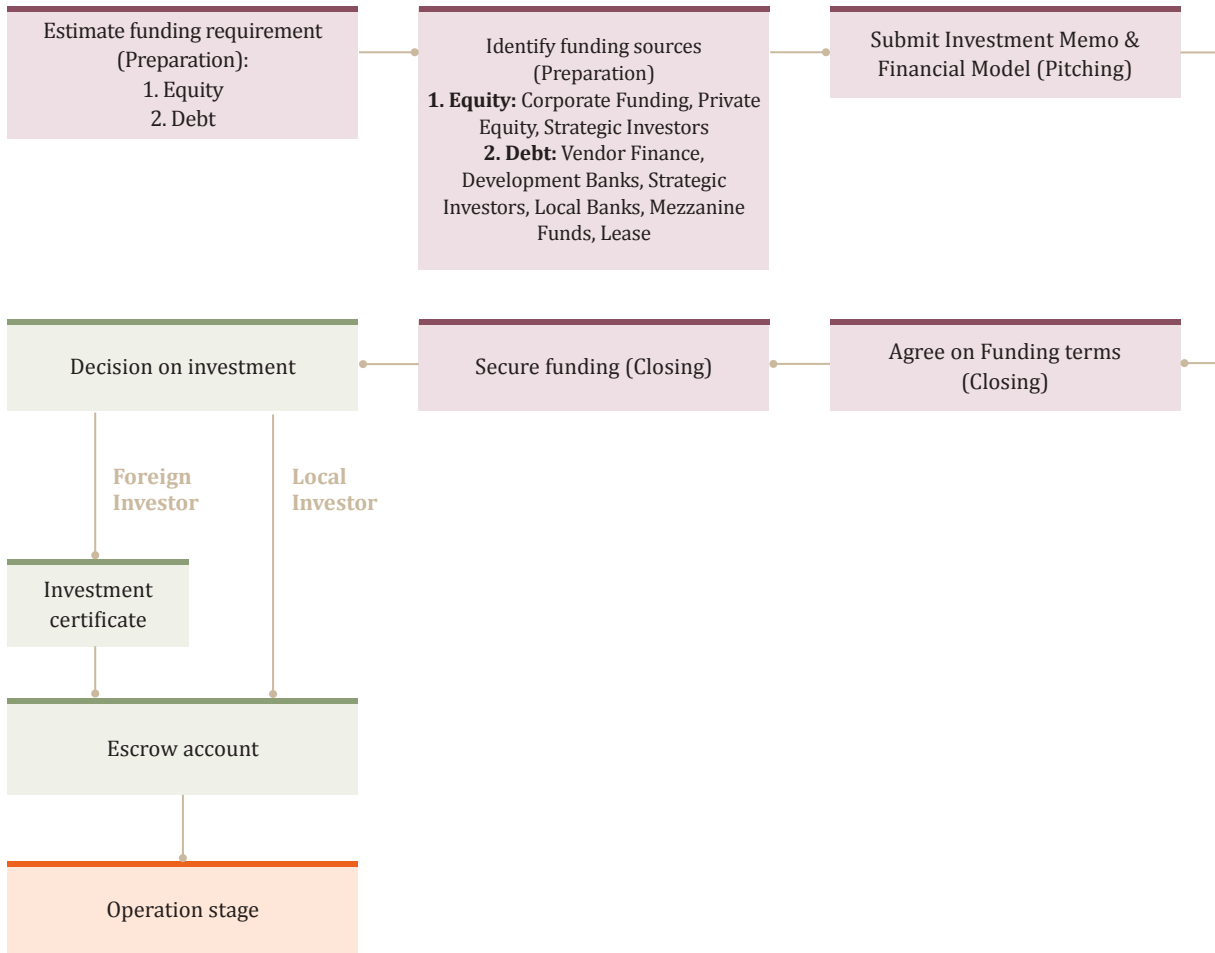 Estimate funding requirement
(Preparation):
1. Equity
2. Debt
Identify funding sources
(Preparation)
1. Equity: Corporate Funding, Private
Equity, Strategic Investors
2. Debt: Vendor Finance,
Development Banks, Strategic
Investors, Local Banks, Mezzanine
Funds, Lease
Submit Investment Memo &
Financial Model (Pitching)
Agree on Funding terms
(Closing)
Secure funding (Closing)
Decision on investment
Foreign
Investor
Local
Investor
Investment
certificate
Escrow account
Operation stage